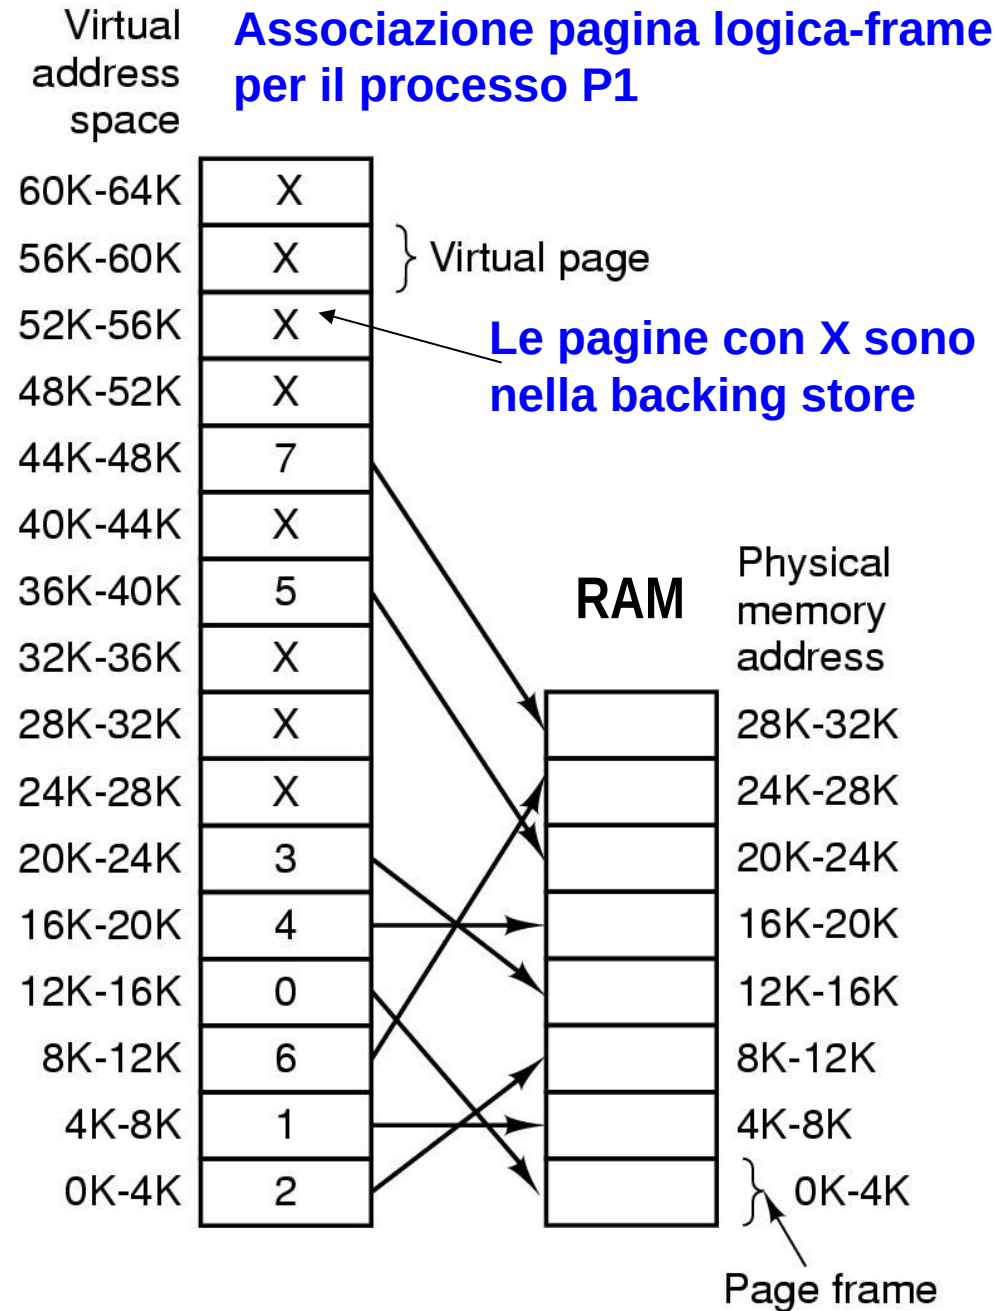 Virtual
address
space
Associazione pagina logica-frame
per il processo P1
60K-64K X
56K-60K X
Virtual page
52K-56K X
Le pagine con X sono
nella backing store
48K-52K X
44K-48K 7
40K-44K X
36K-40K 5
32K-36K X
28K-32K X
24K-28K X
20K-24K 3
16K-20K 4
12K-16K 0
8K-12K 6
4K-8K 1
0K-4K 2
RAM
Physical
memory
address
28K-32K
24K-28K
20K-24K
16K-20K
12K-16K
8K-12K
4K-8K
0K-4K
Page frame